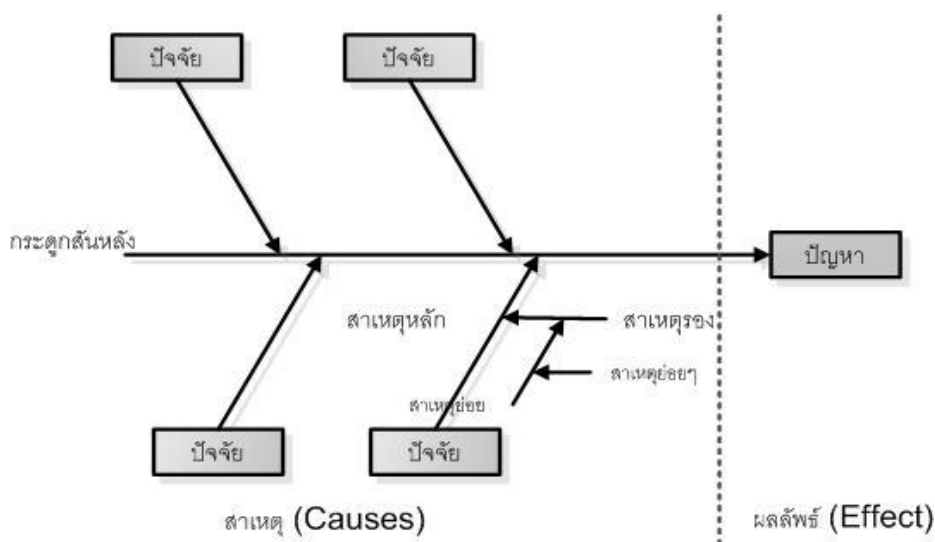 ปัจจัย
ปัจจัย
กระดูกสันหลัง
ปัญหา
สาเหตุหลัก
สาเหตุรอง
สาเหตุย่อยๆ
สาเหตุย่อย
ปัจจัย
ปัจจัย
สาเหตุ (Causes)
ผลลัพธ์ (Effect)